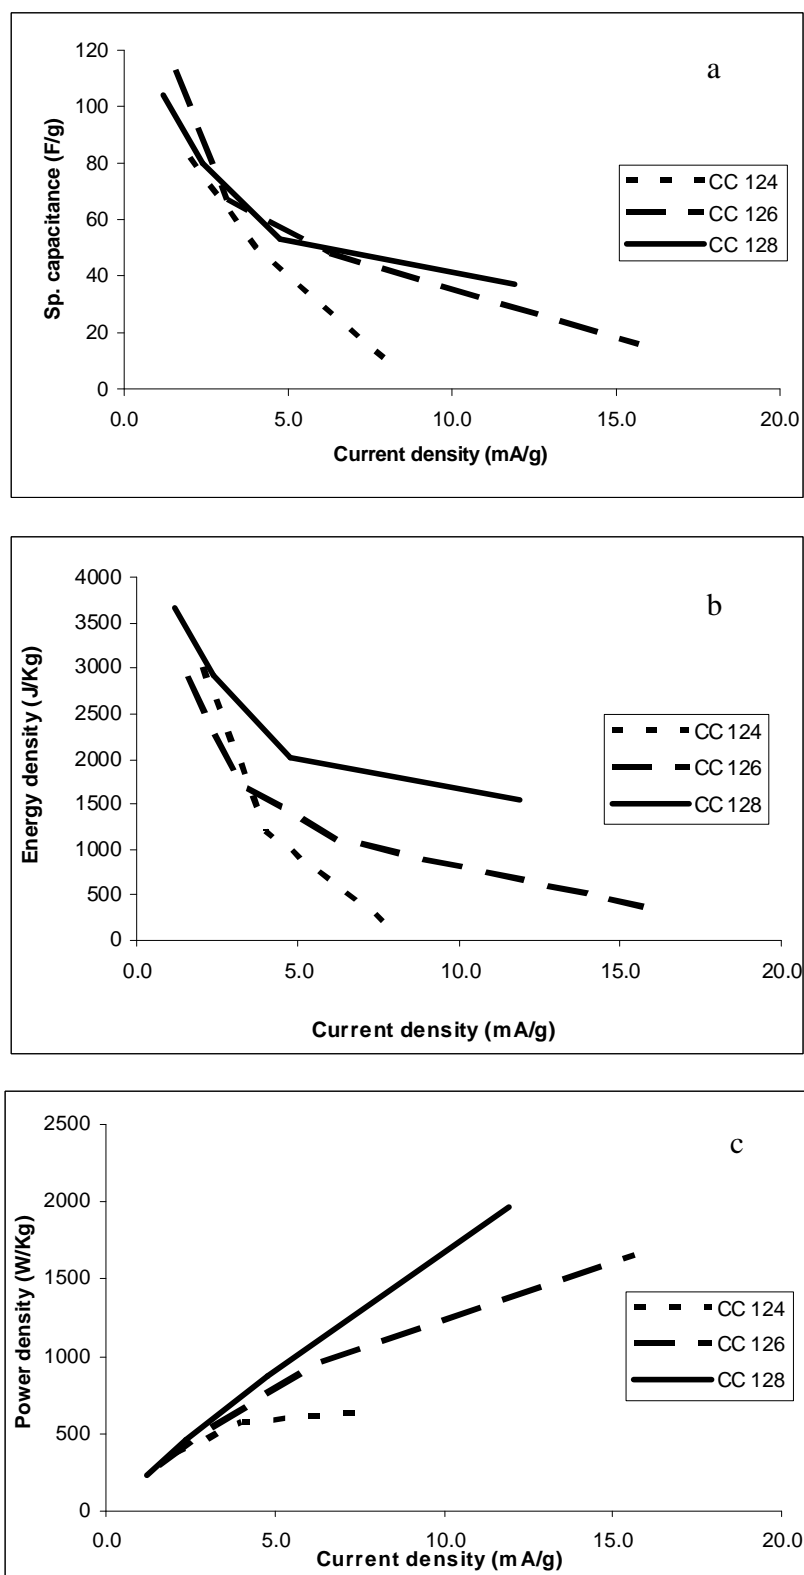 a
120
100
80
60
40
20
0
Sp. capacitance (F/g)
CC 124
CC 126
CC 128
0.0 5.0 10.0 15.0 20.0
Current density (mA/g)
b
4000
3500
3000
2500
2000
1500
1000
500
0
Energy density (J/Kg)
CC 124
CC 126
CC 128
0.0 5.0 10.0 15.0 20.0
Current density (mA/g)
c
2500
2000
1500
1000
500
0
Power density (W/Kg)
CC 124
CC 126
CC 128
0.0 5.0 10.0 15.0 20.0
Current density (mA/g)